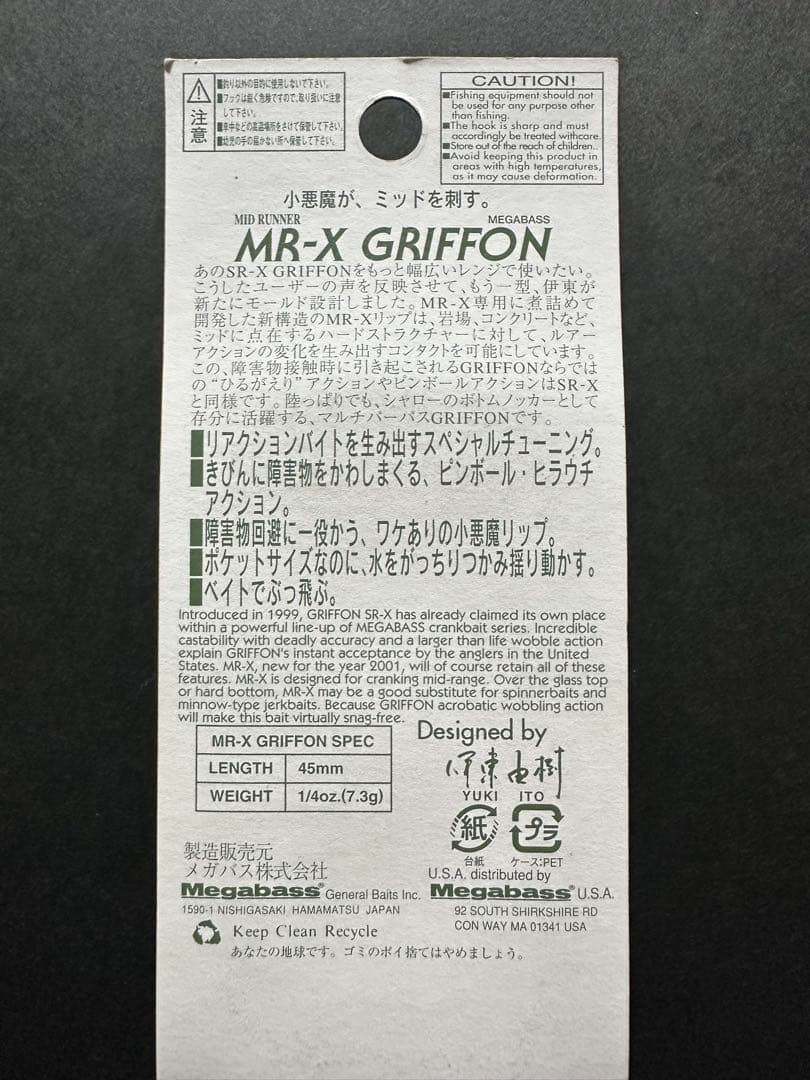 注意
■釣り以外の目的に使用しないで下さい。
■フックは鋭く危険ですので、取り扱いに注意
して下さい。
■車中などの高温場所をさけて保管して下さい。
■幼児の手の届かない所へ保管して下さい。
CAUTION!
■Fishing equipment should not
be used for any purpose other
than fishing.
■The hook is sharp and must
accordingly be treated withcare.
■Store out of the reach of children..
■Avoid keeping this product in
areas with high temperatures,
as it may cause deformation.
小悪魔が、ミッドを刺す。
MID RUNNER
MEGABASS
MR-X GRIFFON
あのSR-X GRIFFONをもっと幅広いレンジで使いたい。
こうしたユーザーの声を反映させて、もう一型、伊東が
新たにモールド設計しました。MR-X専用に煮詰めて
開発した新構造のMR-Xリップは、岩場、コンクリートなど、
ミッドに点在するハードストラクチャーに対して、ルアー
アクションの変化を生み出すコンタクトを可能にしています。
この、障害物接触時に引き起こされるGRIFFONならでは
の“ひるがえり”アクションやピンボールアクションはSR-X
と同様です。陸っぱりでも、シャローのボトムノッカーとして
存分に活躍する、マルチパーパスGRIFFONです。
■リアクションバイトを生み出すスペシャルチューニング。
■きびんに障害物をかわしまくる、ピンボール・ヒラウチ
アクション。
■障害物回避に一役かう、ワケありの小悪魔リップ。
■ポケットサイズなのに、水をがっちりつかみ揺り動かす。
■ベイトでぶっ飛ぶ。
Introduced in 1999, GRIFFON SR-X has already claimed its own place
within a powerful line-up of MEGABASS crankbait series. Incredible
castability with deadly accuracy and a larger than life wobble action
explain GRIFFON's instant acceptance by the anglers in the United
States. MR-X, new for the year 2001, will of course retain all of these
features. MR-X is designed for cranking mid-range. Over the glass top
or hard bottom, MR-X may be a good substitute for spinnerbaits and
minnow-type jerkbaits. Because GRIFFON acrobatic wobbling action
will make this bait virtually snag-free.
MR-X GRIFFON SPEC
LENGTH 45mm
WEIGHT 1/4oz.(7.3g)
Designed by
伊東由樹
YUKI ITO
紙
プラ
台紙
ケース:PET
製造販売元
メガバス株式会社
Megabass® General Baits Inc.
1590-1 NISHIGASAKI HAMAMATSU JAPAN
U.S.A. distributed by
Megabass® U.S.A.
92 SOUTH SHIRKSHIRE RD
CON WAY MA 01341 USA
Keep Clean Recycle
あなたの地球です。ゴミのポイ捨てはやめましょう。